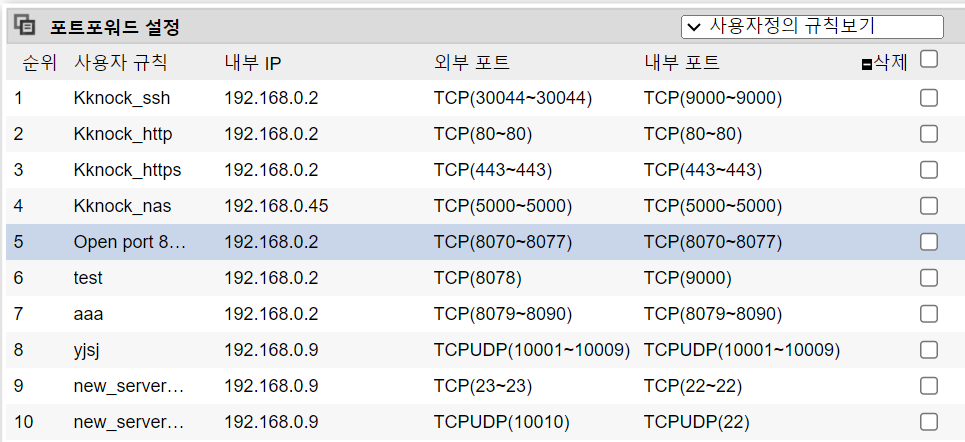 포트포워드 설정 사용자정의 규칙보기
순위 사용자 규칙 내부 IP 외부 포트 내부 포트 삭제
1 Kknock_ssh 192.168.0.2 TCP(30044~30044) TCP(9000~9000)
2 Kknock_http 192.168.0.2 TCP(80~80) TCP(80~80)
3 Kknock_https 192.168.0.2 TCP(443~443) TCP(443~443)
4 Kknock_nas 192.168.0.45 TCP(5000~5000) TCP(5000~5000)
5 Open port 8… 192.168.0.2 TCP(8070~8077) TCP(8070~8077)
6 test 192.168.0.2 TCP(8078) TCP(9000)
7 aaa 192.168.0.2 TCP(8079~8090) TCP(8079~8090)
8 yjsj 192.168.0.9 TCPUDP(10001~10009) TCPUDP(10001~10009)
9 new_server… 192.168.0.9 TCP(23~23) TCP(22~22)
10 new_server… 192.168.0.9 TCPUDP(10010) TCPUDP(22)